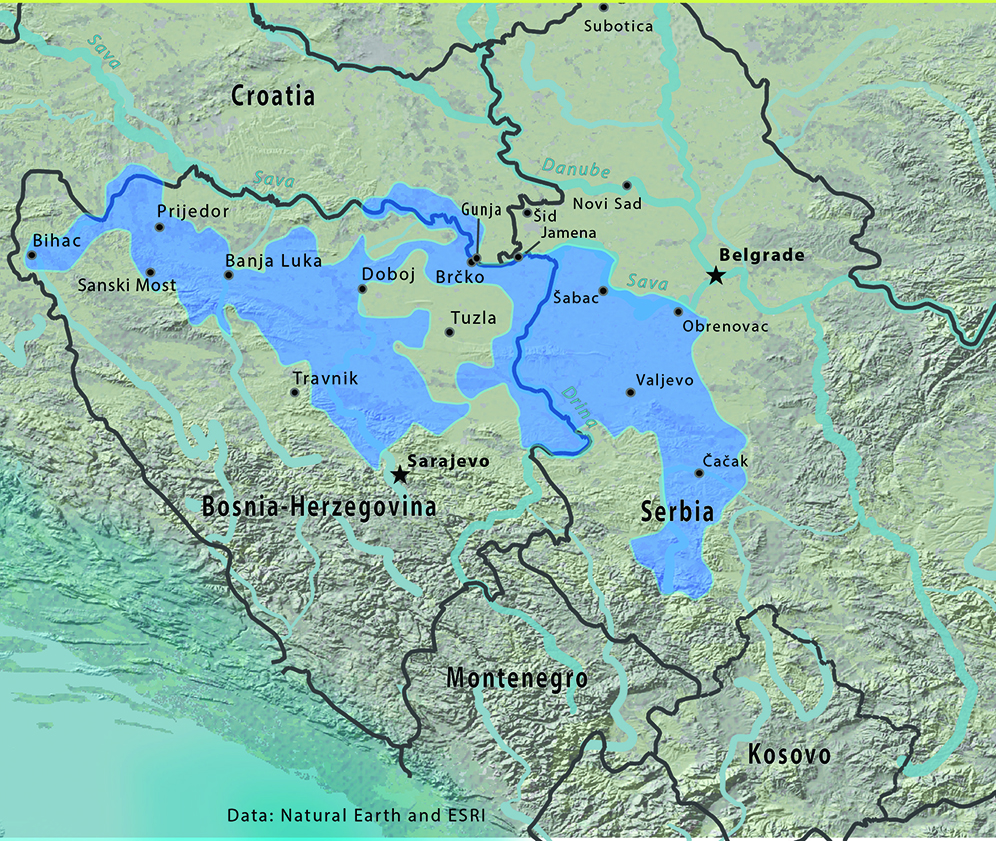 Subotica
Sava
Croatia
Danube
Sava
Novi Sad
Gunja
Šid
Prijedor
Jamena
Bihac
Belgrade
Banja Luka
Doboj
Brčko
Sanski Most
Sava
Šabac
Tuzla
Obrenovac
Travnik
Valjevo
Drina
Sarajevo
Čačak
Bosnia-Herzegovina
Serbia
Montenegro
Kosovo
Data: Natural Earth and ESRI